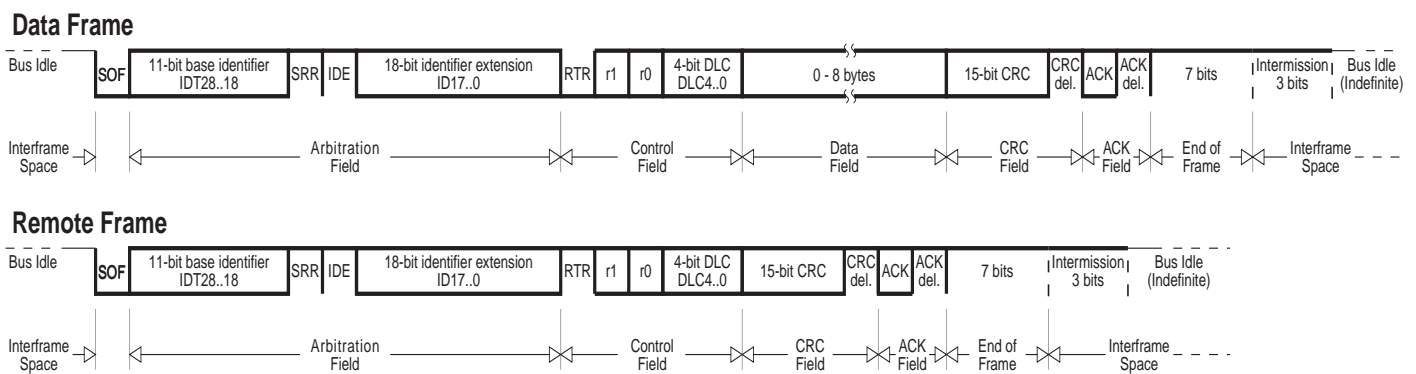 Data Frame
Bus Idle
SOF
11-bit base identifier
IDT28..18
SRR
IDE
18-bit identifier extension
ID17..0
RTR
r1
r0
4-bit DLC
DLC4..0
0 - 8 bytes
15-bit CRC
CRC
del.
ACK
ACK
del.
7 bits
Intermission
3 bits
Bus Idle
(Indefinite)
Interframe
Space
Arbitration
Field
Control
Field
Data
Field
CRC
Field
ACK
Field
End of
Frame
Interframe
Space
Remote Frame
Bus Idle
SOF
11-bit base identifier
IDT28..18
SRR
IDE
18-bit identifier extension
ID17..0
RTR
r1
r0
4-bit DLC
DLC4..0
15-bit CRC
CRC
del.
ACK
ACK
del.
7 bits
Intermission
3 bits
Bus Idle
(Indefinite)
Interframe
Space
Arbitration
Field
Control
Field
CRC
Field
ACK
Field
End of
Frame
Interframe
Space